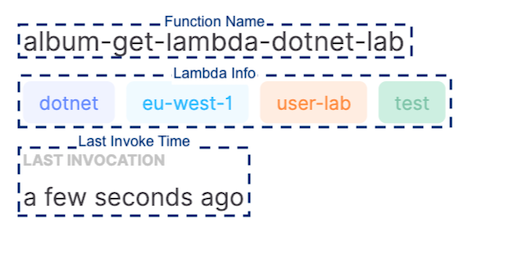 Function Name
album-get-lambda-dotnet-lab
Lambda Info
dotnet eu-west-1 user-lab test
Last Invoke Time
LAST INVOCATION
a few seconds ago